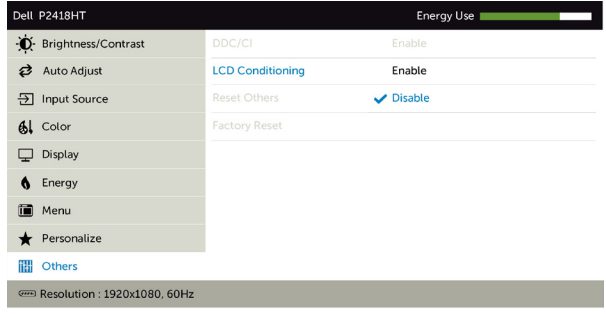 Dell P2418HT Energy Use
Brightness/Contrast DDC/CI Enable
Auto Adjust LCD Conditioning Enable
Input Source Reset Others Disable
Color Factory Reset
Display
Energy
Menu
Personalize
Others
Resolution : 1920x1080, 60Hz